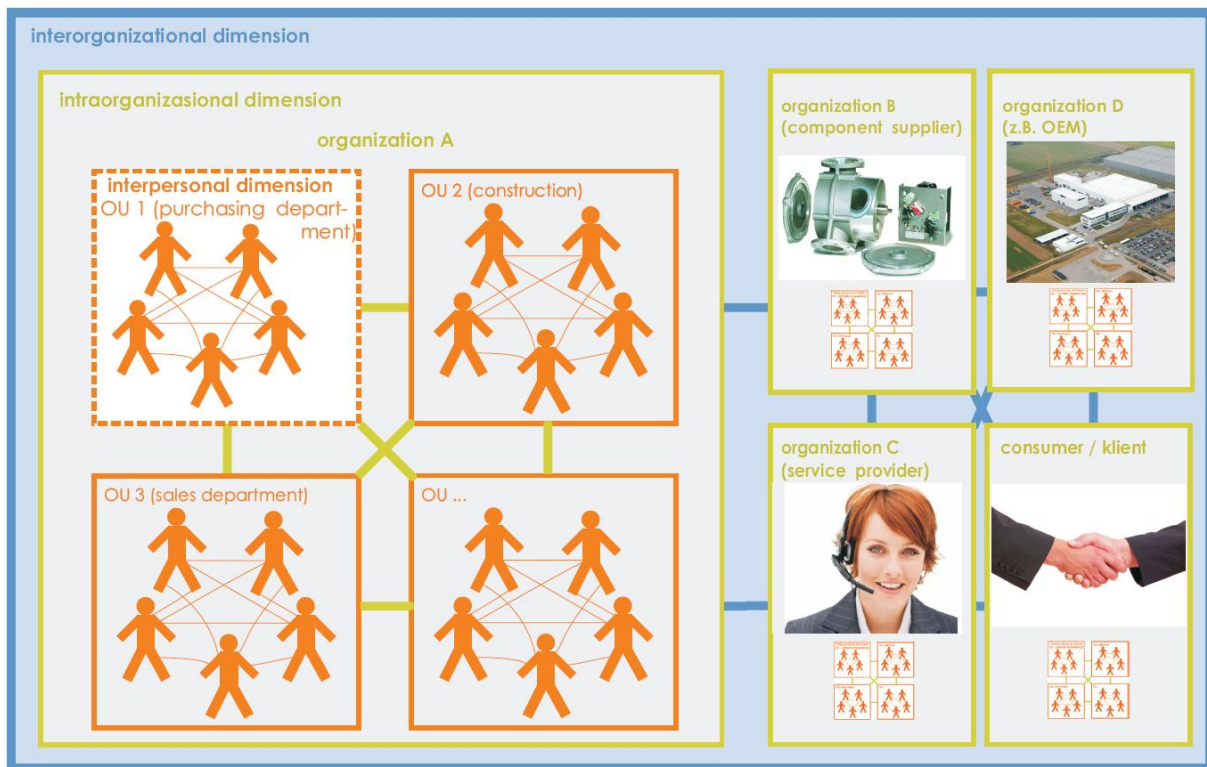 interorganizational dimension
intraorganizasional dimension
organization A
interpersonal dimension
OU 1 (purchasing depart-
ment)
OU 2 (construction)
OU 3 (sales department)
OU ...
organization B
(component supplier)
organization D
(z.B. OEM)
organization C
(service provider)
consumer / klient